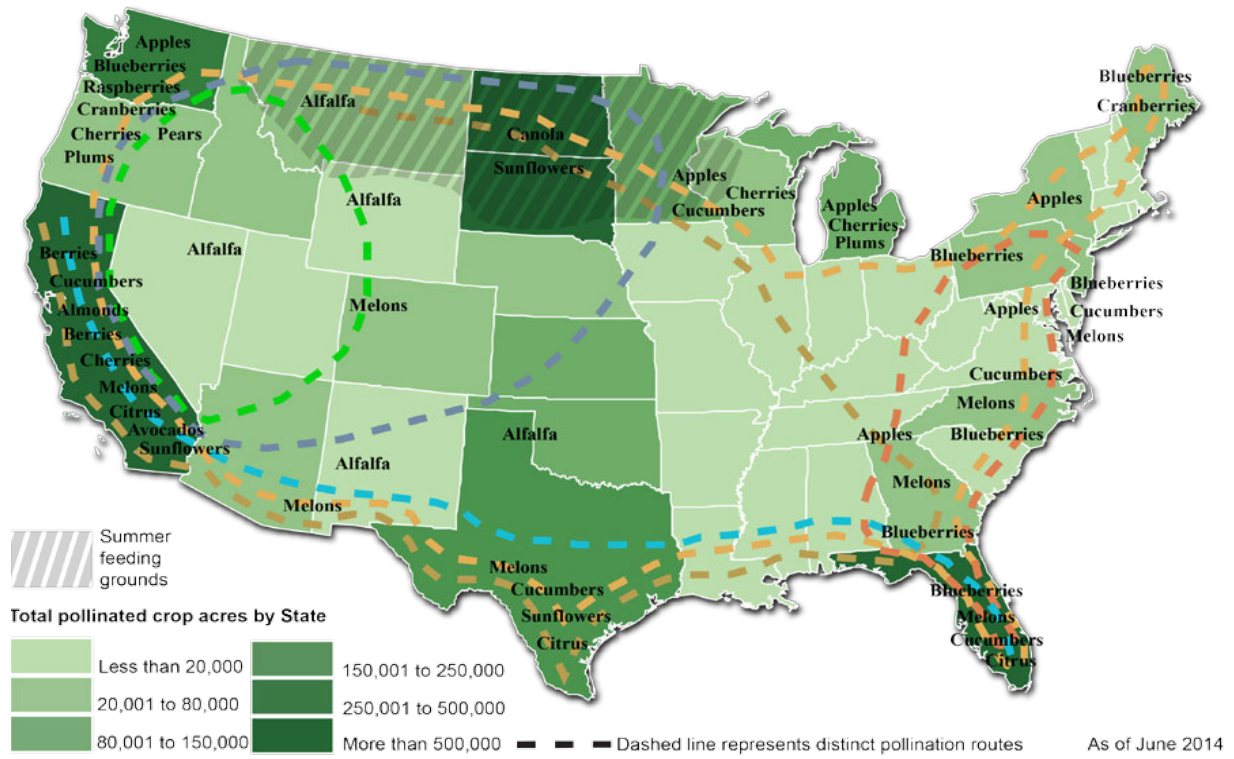 Apples
Blueberries
Raspberries
Cranberries
Cherries
Pears
Plums
Alfalfa
Canola
Sunflowers
Apples
Cherries
Cucumbers
Apples
Cherries
Plums
Blueberries
Cranberries
Apples
Blueberries
Blueberries
Apples
Cucumbers
Melons
Alfalfa
Alfalfa
Melons
Berries
Cucumbers
Almonds
Berries
Cherries
Melons
Citrus
Avocados
Sunflowers
Cucumbers
Melons
Blueberries
Apples
Melons
Blueberries
Alfalfa
Alfalfa
Melons
Melons
Cucumbers
Sunflowers
Citrus
Blueberries
Melons
Cucumbers
Citrus
Summer
feeding
grounds
Total pollinated crop acres by State
Less than 20,000
20,001 to 80,000
80,001 to 150,000
150,001 to 250,000
250,001 to 500,000
More than 500,000
Dashed line represents distinct pollination routes
As of June 2014